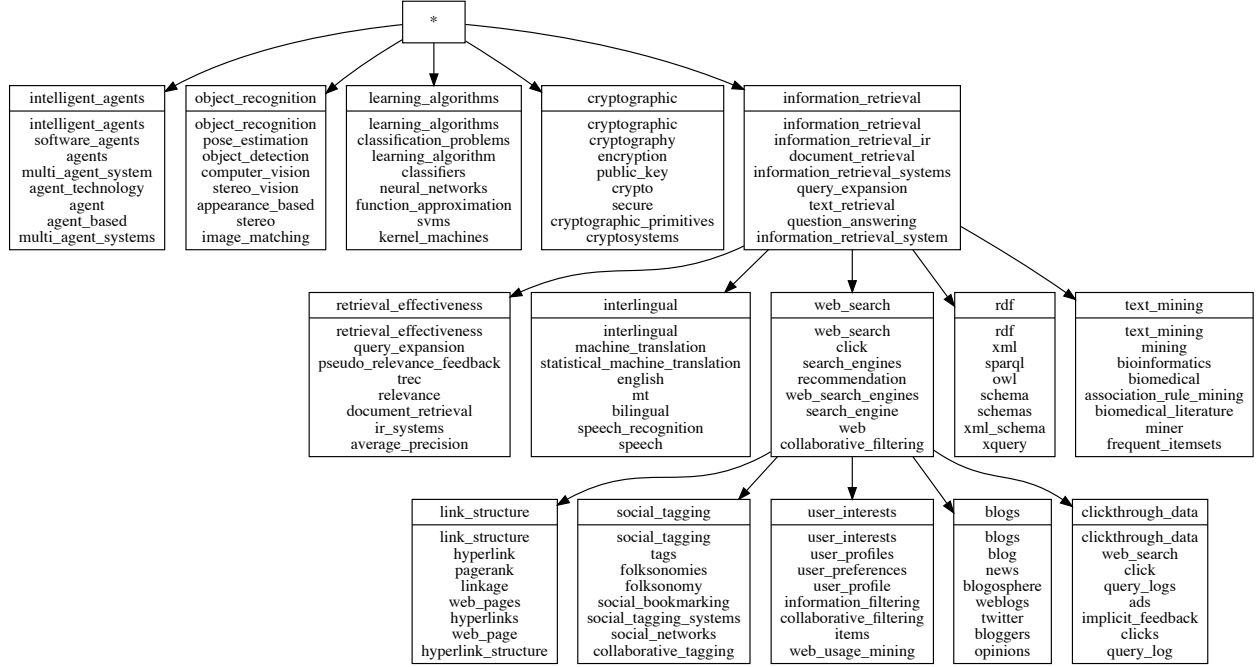 *
intelligent_agents
intelligent_agents
software_agents
agents
multi_agent_system
agent_technology
agent
agent_based
multi_agent_systems
object_recognition
object_recognition
pose_estimation
object_detection
computer_vision
stereo_vision
appearance_based
stereo
image_matching
learning_algorithms
learning_algorithms
classification_problems
learning_algorithm
classifiers
neural_networks
function_approximation
svms
kernel_machines
cryptographic
cryptographic
cryptography
encryption
public_key
crypto
secure
cryptographic_primitives
cryptosystems
information_retrieval
information_retrieval
information_retrieval_ir
document_retrieval
information_retrieval_systems
query_expansion
text_retrieval
question_answering
information_retrieval_system
retrieval_effectiveness
retrieval_effectiveness
query_expansion
pseudo_relevance_feedback
trec
relevance
document_retrieval
ir_systems
average_precision
interlingual
interlingual
machine_translation
statistical_machine_translation
english
mt
bilingual
speech_recognition
speech
web_search
web_search
click
search_engines
recommendation
web_search_engines
search_engine
web
collaborative_filtering
rdf
rdf
xml
sparql
owl
schema
schemas
xml_schema
xquery
text_mining
text_mining
mining
bioinformatics
biomedical
association_rule_mining
biomedical_literature
miner
frequent_itemsets
link_structure
link_structure
hyperlink
pagerank
linkage
web_pages
hyperlinks
web_page
hyperlink_structure
social_tagging
social_tagging
tags
folksonomies
folksonomy
social_bookmarking
social_tagging_systems
social_networks
collaborative_tagging
user_interests
user_interests
user_profiles
user_preferences
user_profile
information_filtering
collaborative_filtering
items
web_usage_mining
blogs
blogs
blog
news
blogosphere
weblogs
twitter
bloggers
opinions
clickthrough_data
clickthrough_data
web_search
click
query_logs
ads
implicit_feedback
clicks
query_log